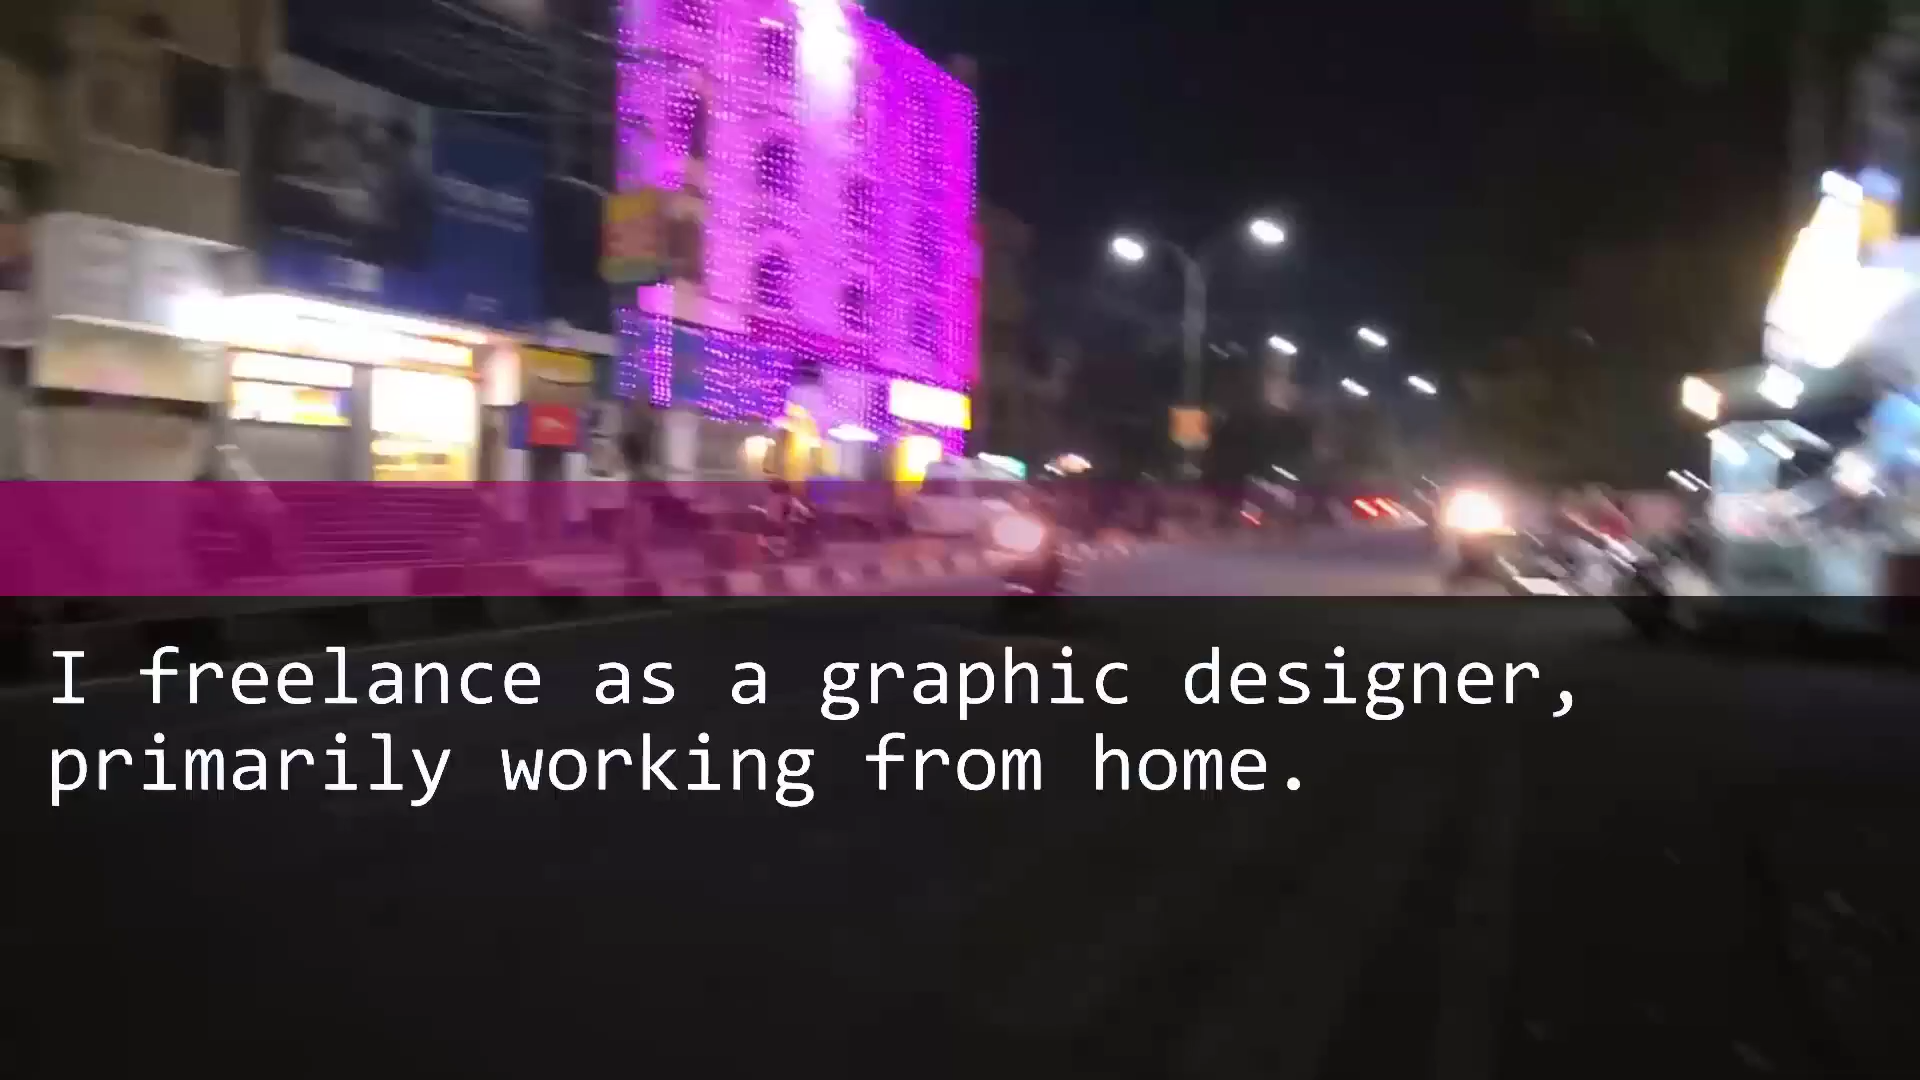 I freelance as a graphic designer,
primarily working from home.